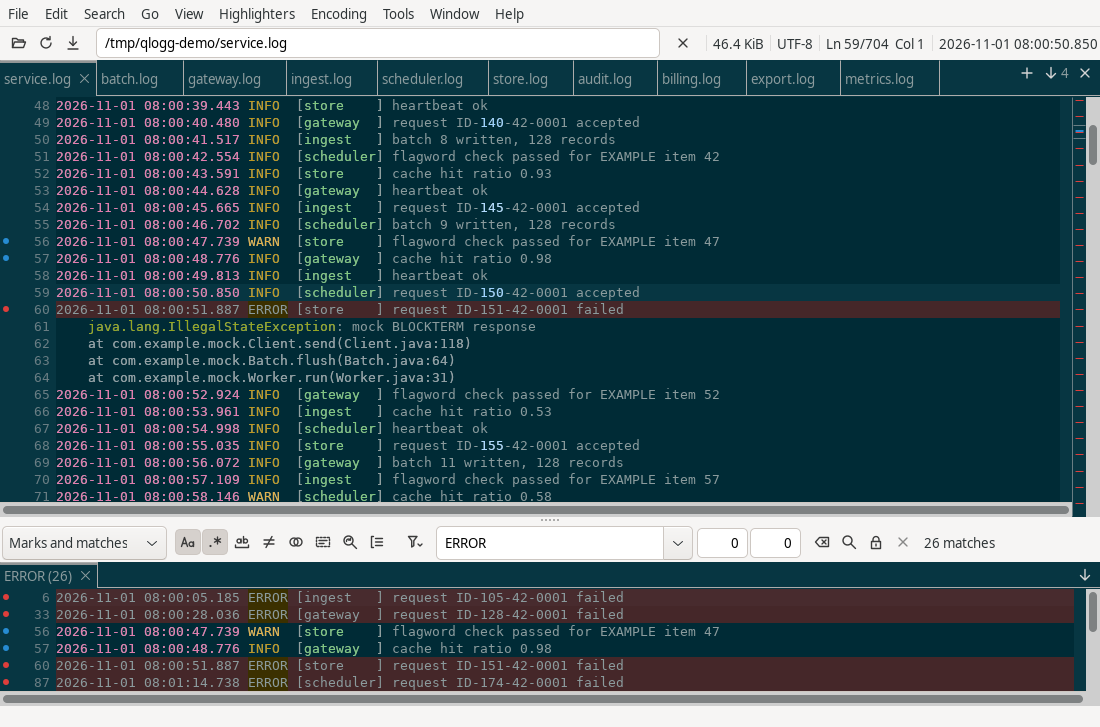 File Edit Search Go View Highlighters Encoding Tools Window Help
/tmp/qlogg-demo/service.log 46.4 KiB UTF-8 Ln 59/704 Col 1 2026-11-01 08:00:50.850
service.log batch.log gateway.log ingest.log scheduler.log store.log audit.log billing.log export.log metrics.log 4
48 2026-11-01 08:00:39.443 INFO [store ] heartbeat ok
49 2026-11-01 08:00:40.480 INFO [gateway ] request ID-140-42-0001 accepted
50 2026-11-01 08:00:41.517 INFO [ingest ] batch 8 written, 128 records
51 2026-11-01 08:00:42.554 INFO [scheduler] flagword check passed for EXAMPLE item 42
52 2026-11-01 08:00:43.591 INFO [store ] cache hit ratio 0.93
53 2026-11-01 08:00:44.628 INFO [gateway ] heartbeat ok
54 2026-11-01 08:00:45.665 INFO [ingest ] request ID-145-42-0001 accepted
55 2026-11-01 08:00:46.702 INFO [scheduler] batch 9 written, 128 records
56 2026-11-01 08:00:47.739 WARN [store ] flagword check passed for EXAMPLE item 47
57 2026-11-01 08:00:48.776 INFO [gateway ] cache hit ratio 0.98
58 2026-11-01 08:00:49.813 INFO [ingest ] heartbeat ok
59 2026-11-01 08:00:50.850 INFO [scheduler] request ID-150-42-0001 accepted
60 2026-11-01 08:00:51.887 ERROR [store ] request ID-151-42-0001 failed
61 java.lang.IllegalStateException: mock BLOCKTERM response
62 at com.example.mock.Client.send(Client.java:118)
63 at com.example.mock.Batch.flush(Batch.java:64)
64 at com.example.mock.Worker.run(Worker.java:31)
65 2026-11-01 08:00:52.924 INFO [gateway ] flagword check passed for EXAMPLE item 52
66 2026-11-01 08:00:53.961 INFO [ingest ] cache hit ratio 0.53
67 2026-11-01 08:00:54.998 INFO [scheduler] heartbeat ok
68 2026-11-01 08:00:55.035 INFO [store ] request ID-155-42-0001 accepted
69 2026-11-01 08:00:56.072 INFO [gateway ] batch 11 written, 128 records
70 2026-11-01 08:00:57.109 INFO [ingest ] flagword check passed for EXAMPLE item 57
71 2026-11-01 08:00:58.146 WARN [scheduler] cache hit ratio 0.58
Marks and matches Aa .* ab ERROR 0 0 26 matches
ERROR (26)
6 2026-11-01 08:00:05.185 ERROR [ingest ] request ID-105-42-0001 failed
33 2026-11-01 08:00:28.036 ERROR [gateway ] request ID-128-42-0001 failed
56 2026-11-01 08:00:47.739 WARN [store ] flagword check passed for EXAMPLE item 47
57 2026-11-01 08:00:48.776 INFO [gateway ] cache hit ratio 0.98
60 2026-11-01 08:00:51.887 ERROR [store ] request ID-151-42-0001 failed
87 2026-11-01 08:01:14.738 ERROR [scheduler] request ID-174-42-0001 failed